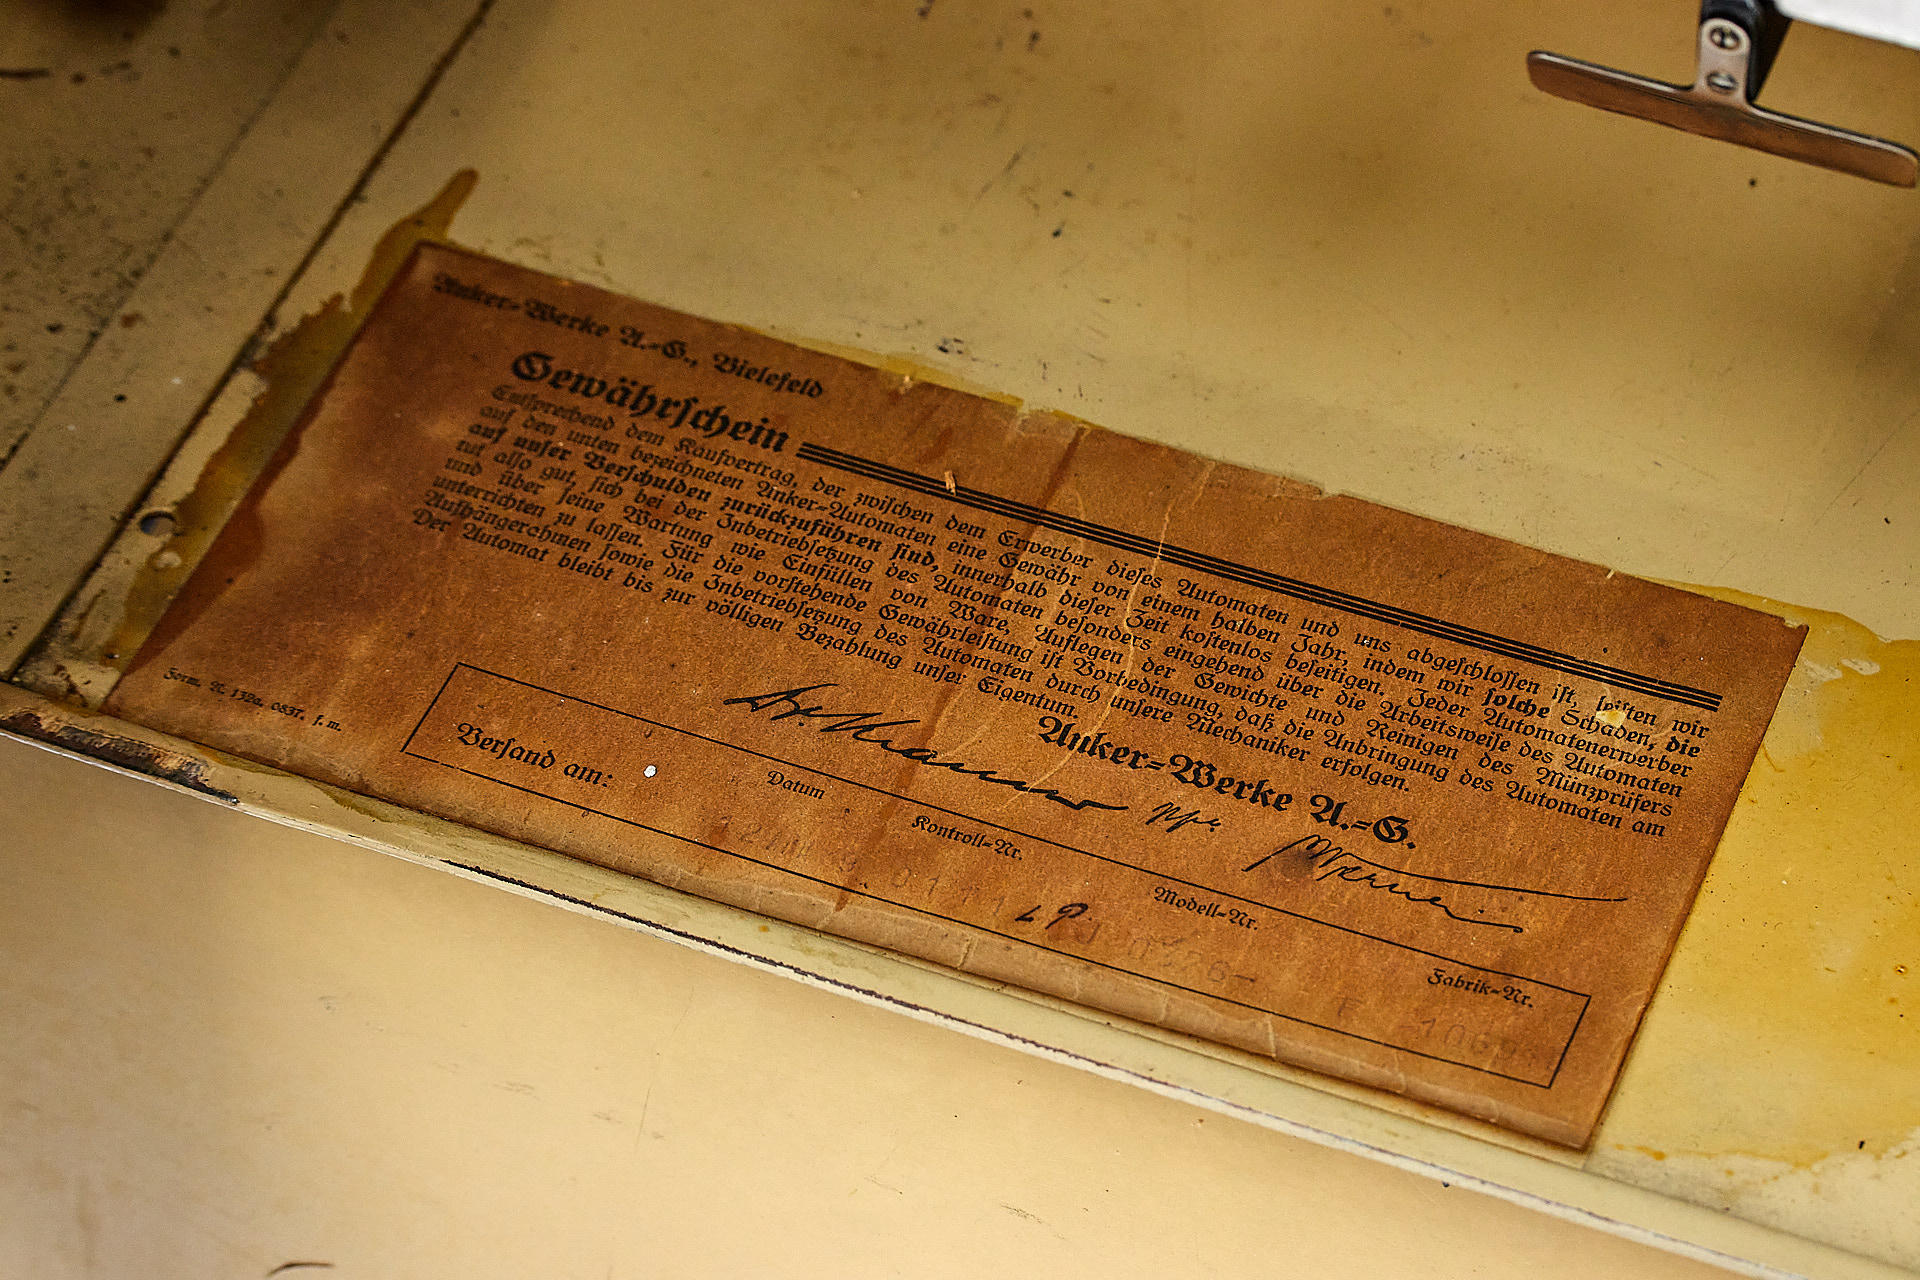 Anker-Werke A.-G., Bielefeld
Gewährschein
Entsprechend dem Kaufvertrag, der zwischen dem Erwerber dieses Automaten und uns abgeschlossen ist, leisten wir
auf den unten bezeichneten Anker-Automaten eine Gewähr von einem halben Jahr, indem wir solche Schaden, die
auf unser Verschulden zurückzuführen sind, innerhalb dieser Zeit kostenlos beseitigen. Jeder Automatenerwerber
tut also gut, sich bei der Inbetriebsetzung des Automaten besonders eingehend über die Arbeitsweise des Automaten
und über seine Wartung wie Einfüllen von Ware, Auflegen der Gewichte und Reinigen des Münzprüfers
unterrichten zu lassen. Für die vorstehende Gewährleistung ist Vorbedingung, daß die Anbringung des Automaten am
Aufhängerahmen sowie die Inbetriebsetzung des Automaten durch unsere Mechaniker erfolgen.
Der Automat bleibt bis zur völligen Bezahlung unser Eigentum.
Anker-Werke A.-G.
ppa.
Form. N. 132a. 0837. f. m.
Versand am:
Datum
Kontroll-Nr.
Modell-Nr.
Fabrik-Nr.